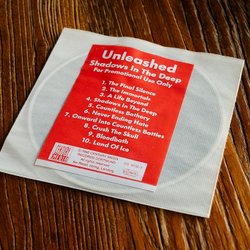 Unleashed
Shadows In The Deep
For Promotional Use Only
1. The Final Silence
2. The Immortals
3. A Life Beyond
4. Shadows In The Deep
5. Countless Battery
6. Never Ending Hate
7. Onward Into Countless Battles
8. Crush The Skull
9. Bloodbath
10. Land Of Ice